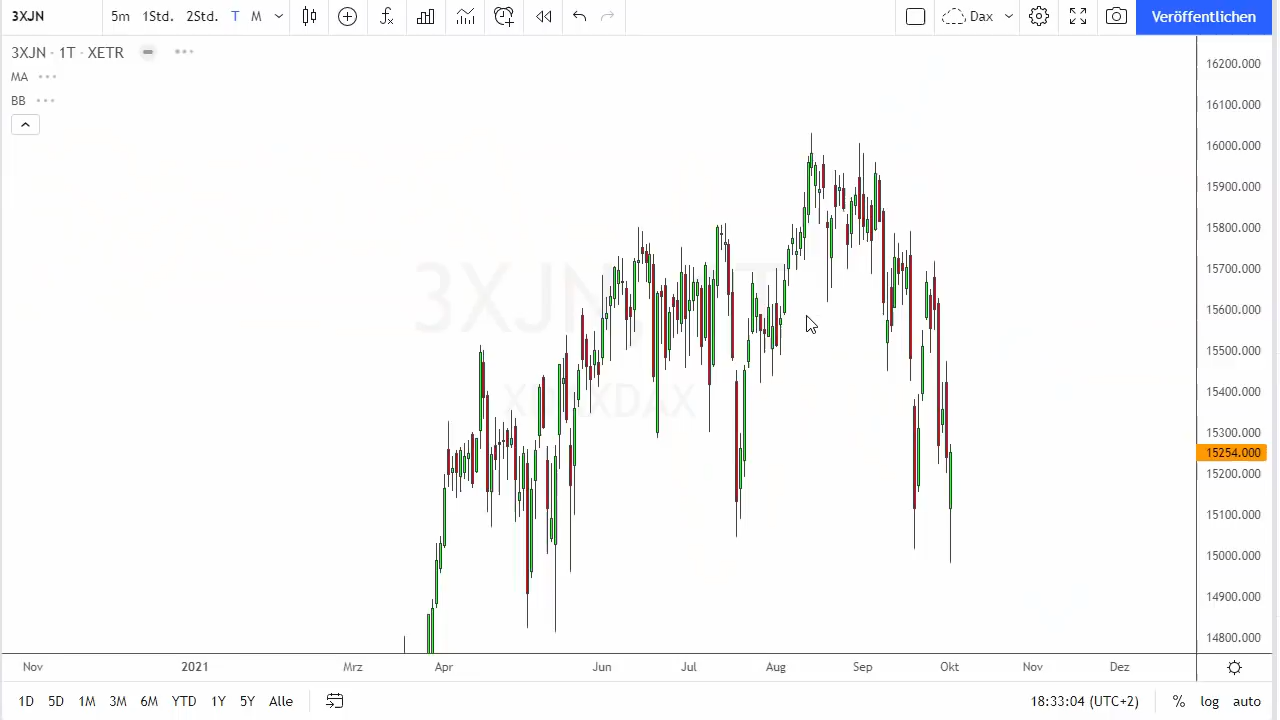 3XJN 5m 1Std. 2Std. T M Dax Veröffentlichen
3XJN · 1T · XETR
MA
BB
16200.000
16100.000
16000.000
15900.000
15800.000
15700.000
15600.000
15500.000
15400.000
15300.000
15254.000
15200.000
15100.000
15000.000
14900.000
14800.000
Nov 2021 Mrz Apr Jun Jul Aug Sep Okt Nov Dez
1D 5D 1M 3M 6M YTD 1Y 5Y Alle 18:33:04 (UTC+2) % log auto